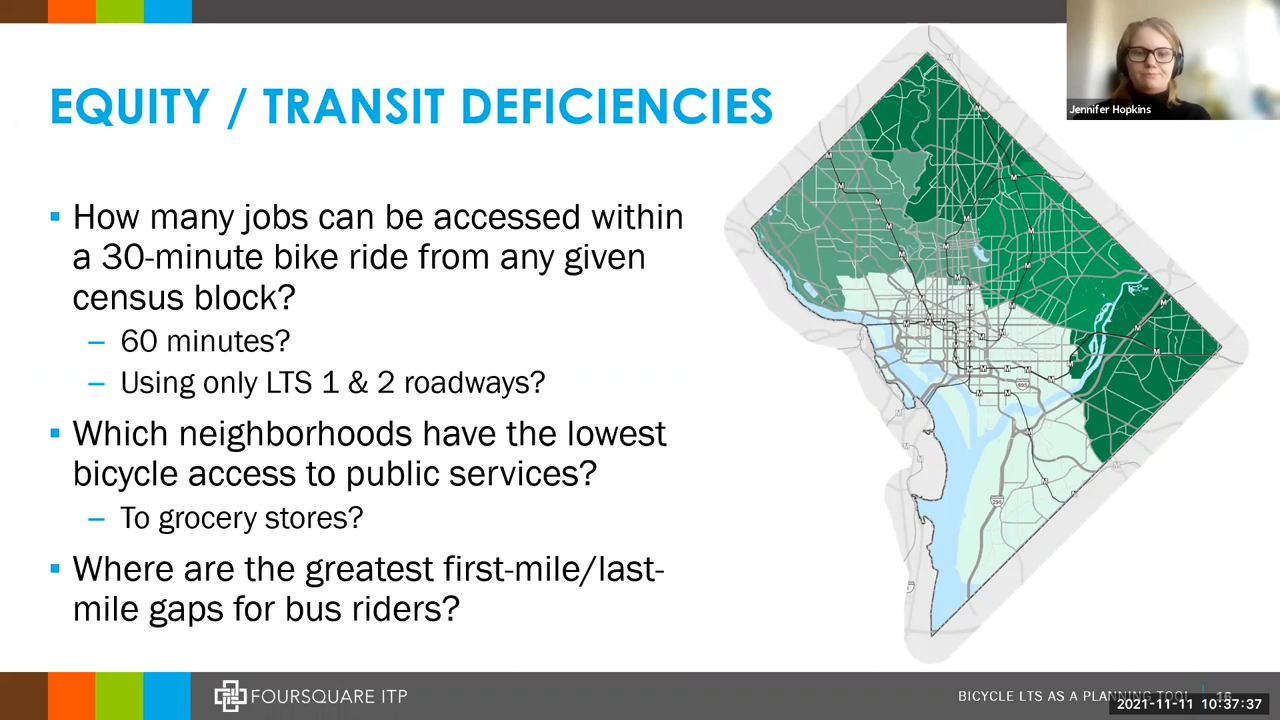 Jennifer Hopkins
EQUITY / TRANSIT DEFICIENCIES
How many jobs can be accessed within
a 30-minute bike ride from any given
census block?
– 60 minutes?
– Using only LTS 1 & 2 roadways?
Which neighborhoods have the lowest
bicycle access to public services?
– To grocery stores?
Where are the greatest first-mile/last-
mile gaps for bus riders?
695
295
FOURSQUARE ITP
BICYCLE LTS AS A PLANNING TOOL
2021-11-11 10:37:37